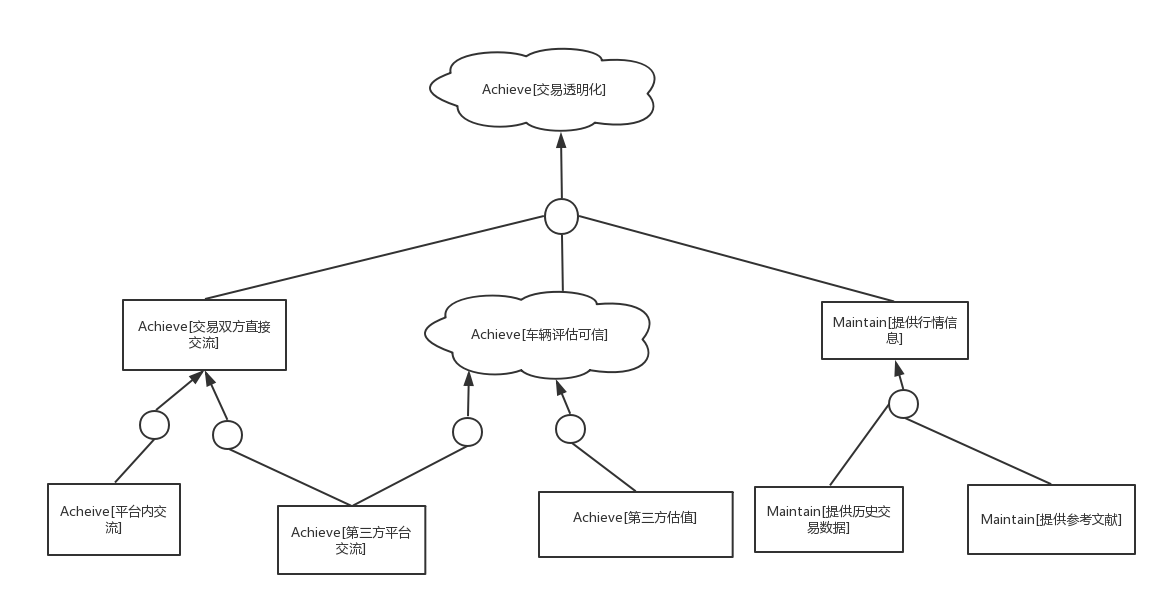 Achieve[交易透明化]
Achieve[交易双方直接
交流]
Achieve[车辆评估可信]
Maintain[提供行情信
息]
Acheive[平台内交
流]
Achieve[第三方平台
交流]
Achieve[第三方估值]
Maintain[提供历史交
易数据]
Maintain[提供参考文献]